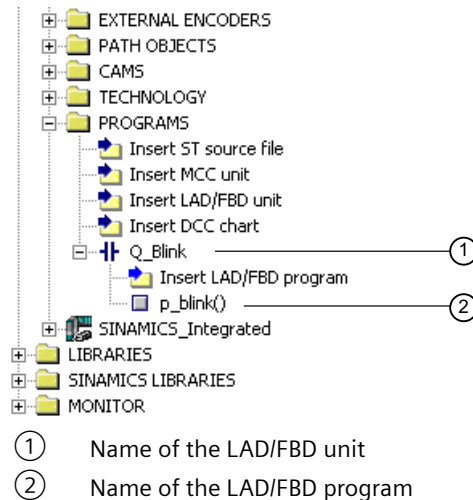 EXTERNAL ENCODERS
PATH OBJECTS
CAMS
TECHNOLOGY
PROGRAMS
Insert ST source file
Insert MCC unit
Insert LAD/FBD unit
Insert DCC chart
Q_Blink 1
Insert LAD/FBD program
p_blink() 2
SINAMICS_Integrated
LIBRARIES
SINAMICS LIBRARIES
MONITOR
1 Name of the LAD/FBD unit
2 Name of the LAD/FBD program